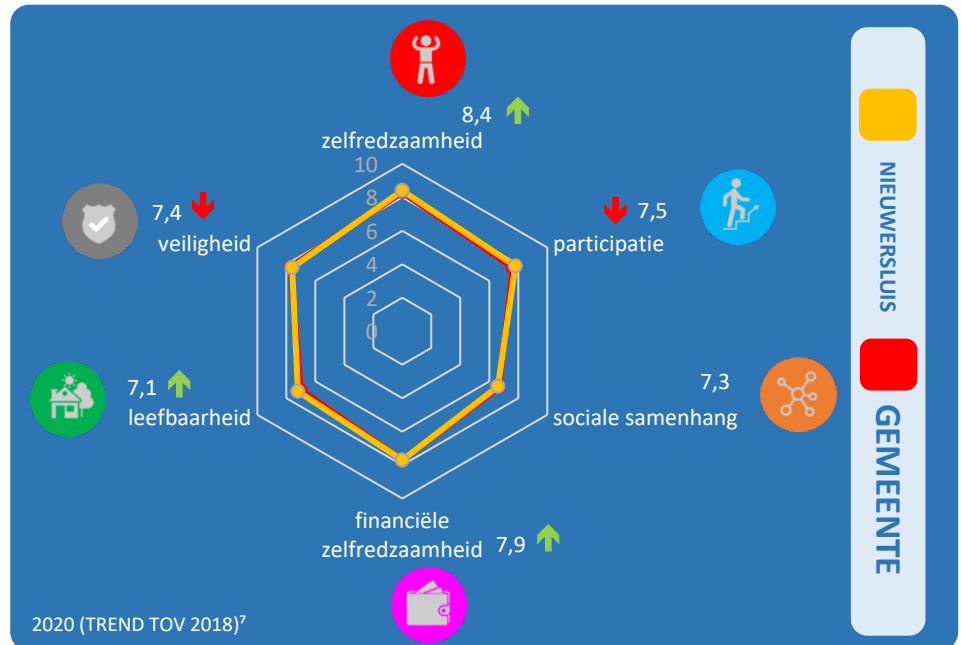 8,4
zelfredzaamheid
7,5
participatie
7,3
sociale samenhang
financiële
zelfredzaamheid 7,9
7,1
leefbaarheid
7,4
veiligheid
10
8
6
4
2
0
NIEUWERSLUIS
GEMEENTE
2020 (TREND TOV 2018)⁷